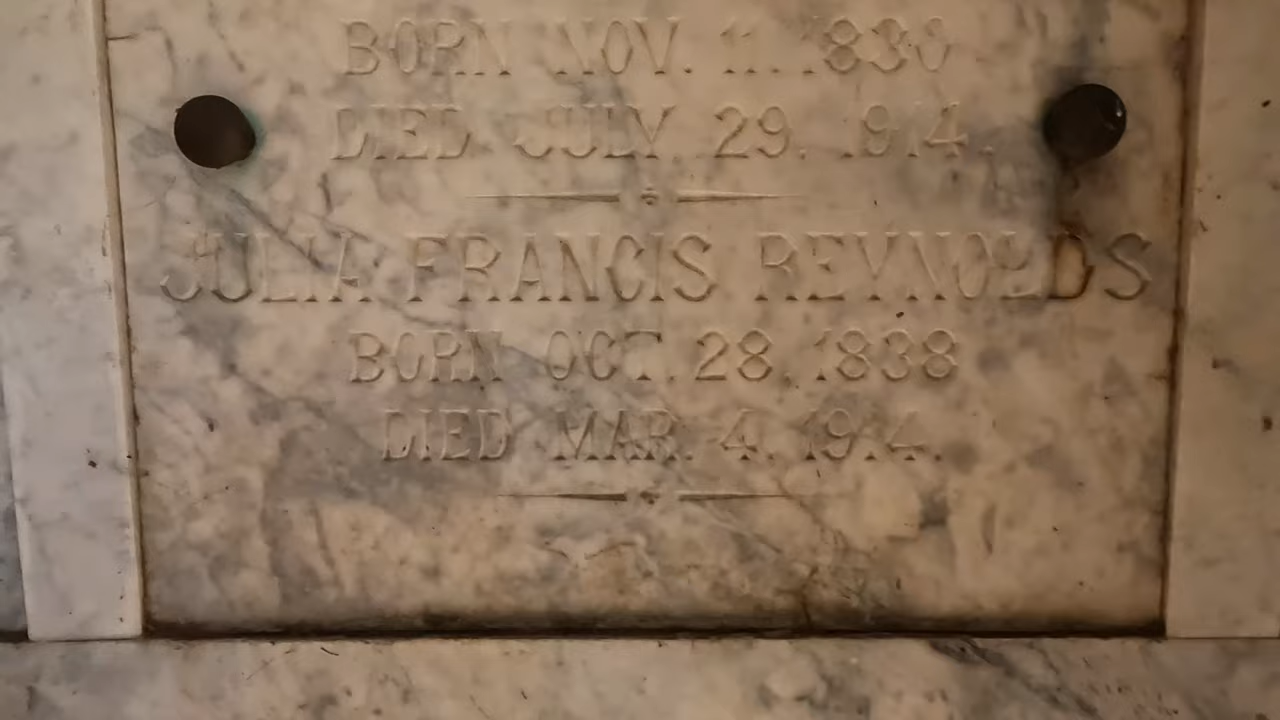 BORN NOV. 11. 1830
DIED JULY 29. 1914.
JULIA FRANCIS REYNOLDS
BORN OCT. 28. 1838
DIED MAR. 4. 1914.